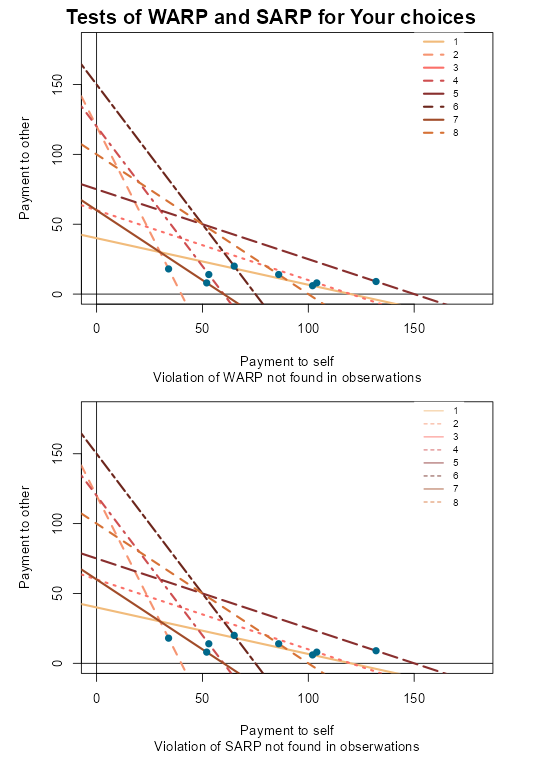 Tests of WARP and SARP for Your choices
Payment to other
150
100
50
0
1
2
3
4
5
6
7
8
0 50 100 150
Payment to self
Violation of WARP not found in obserwations
Payment to other
150
100
50
0
1
2
3
4
5
6
7
8
0 50 100 150
Payment to self
Violation of SARP not found in observations